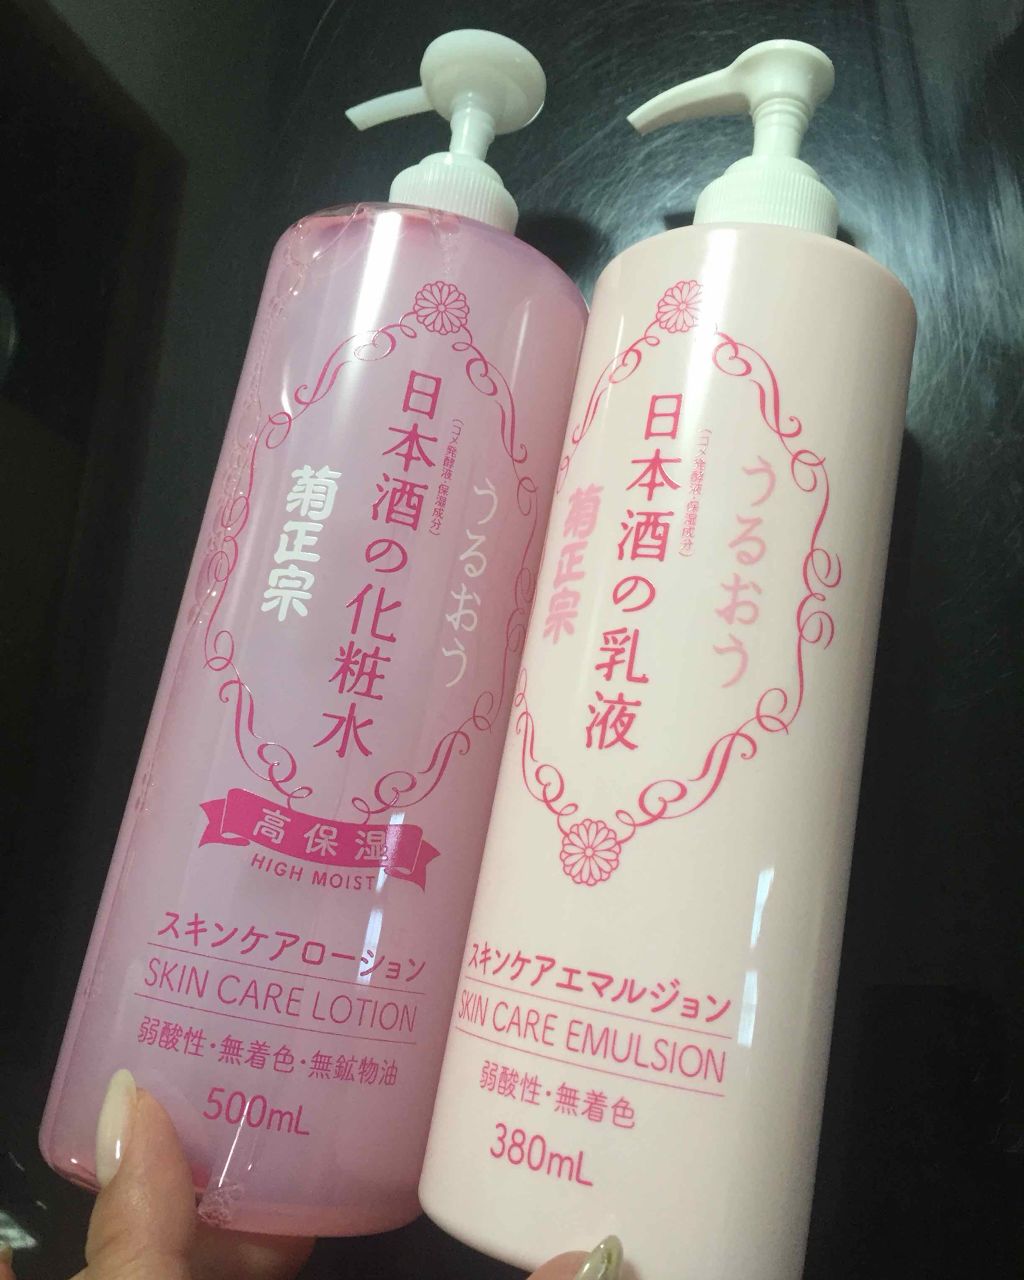 うるおう
日本酒の化粧水
(コメ発酵液・保湿成分)
菊正宗
高保湿
HIGH MOIST
スキンケアローション
SKIN CARE LOTION
弱酸性・無着色・無鉱物油
500mL
うるおう
日本酒の乳液
(コメ発酵液・保湿成分)
菊正宗
スキンケアエマルジョン
SKIN CARE EMULSION
弱酸性・無着色
380mL